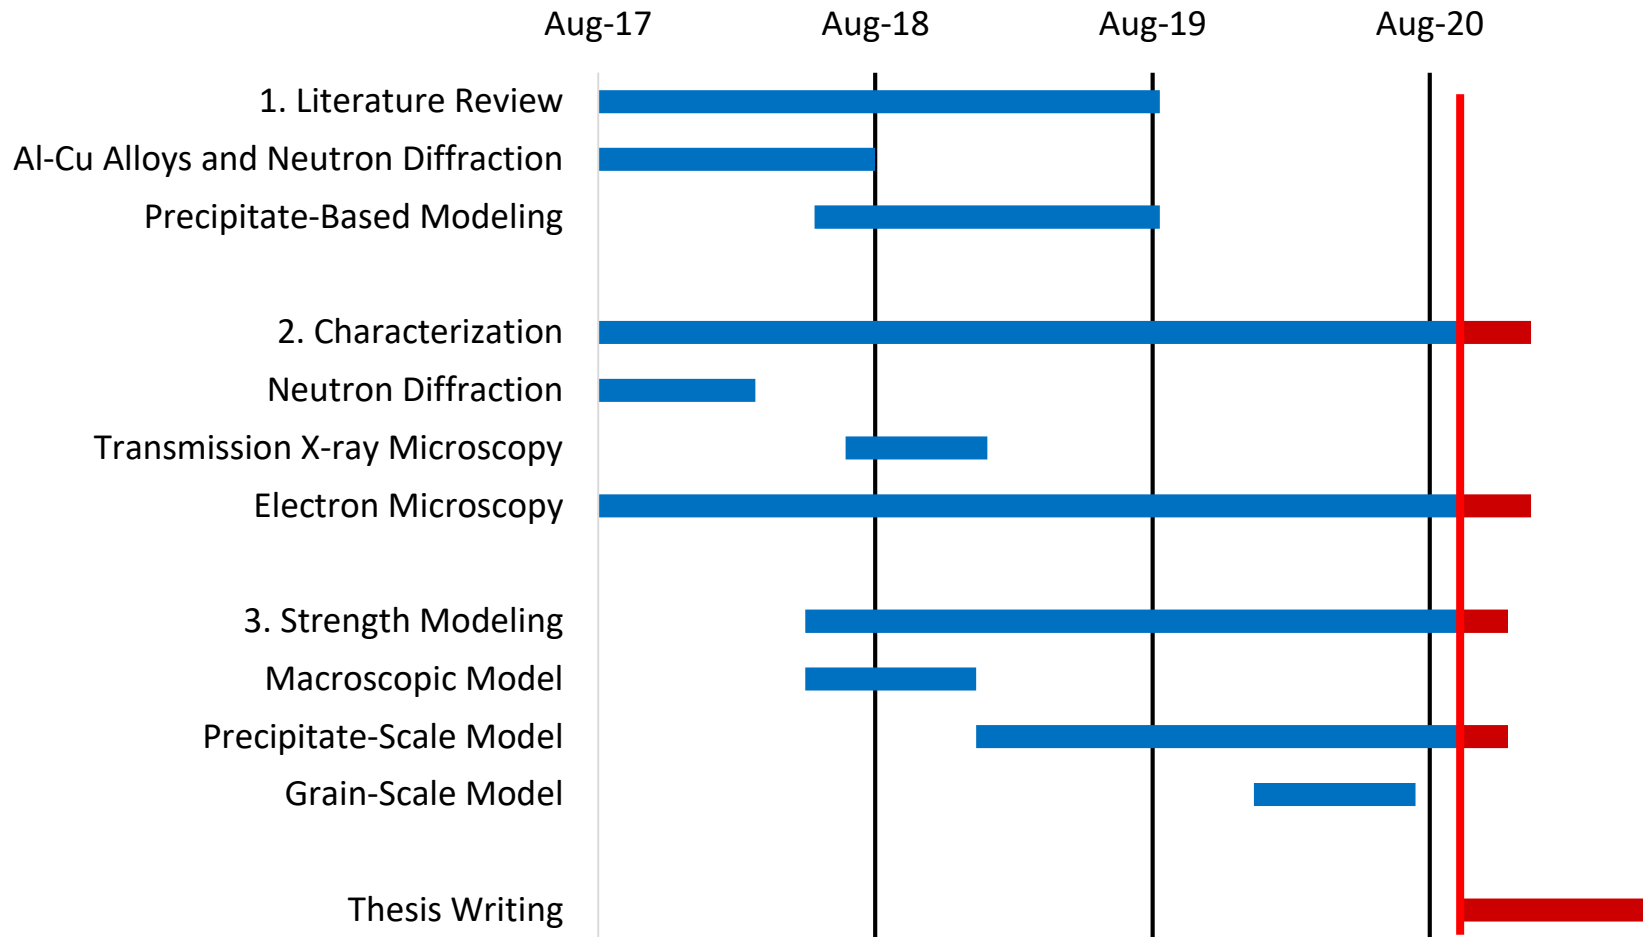 Aug-17 Aug-18 Aug-19 Aug-20
1. Literature Review
Al-Cu Alloys and Neutron Diffraction
Precipitate-Based Modeling
2. Characterization
Neutron Diffraction
Transmission X-ray Microscopy
Electron Microscopy
3. Strength Modeling
Macroscopic Model
Precipitate-Scale Model
Grain-Scale Model
Thesis Writing